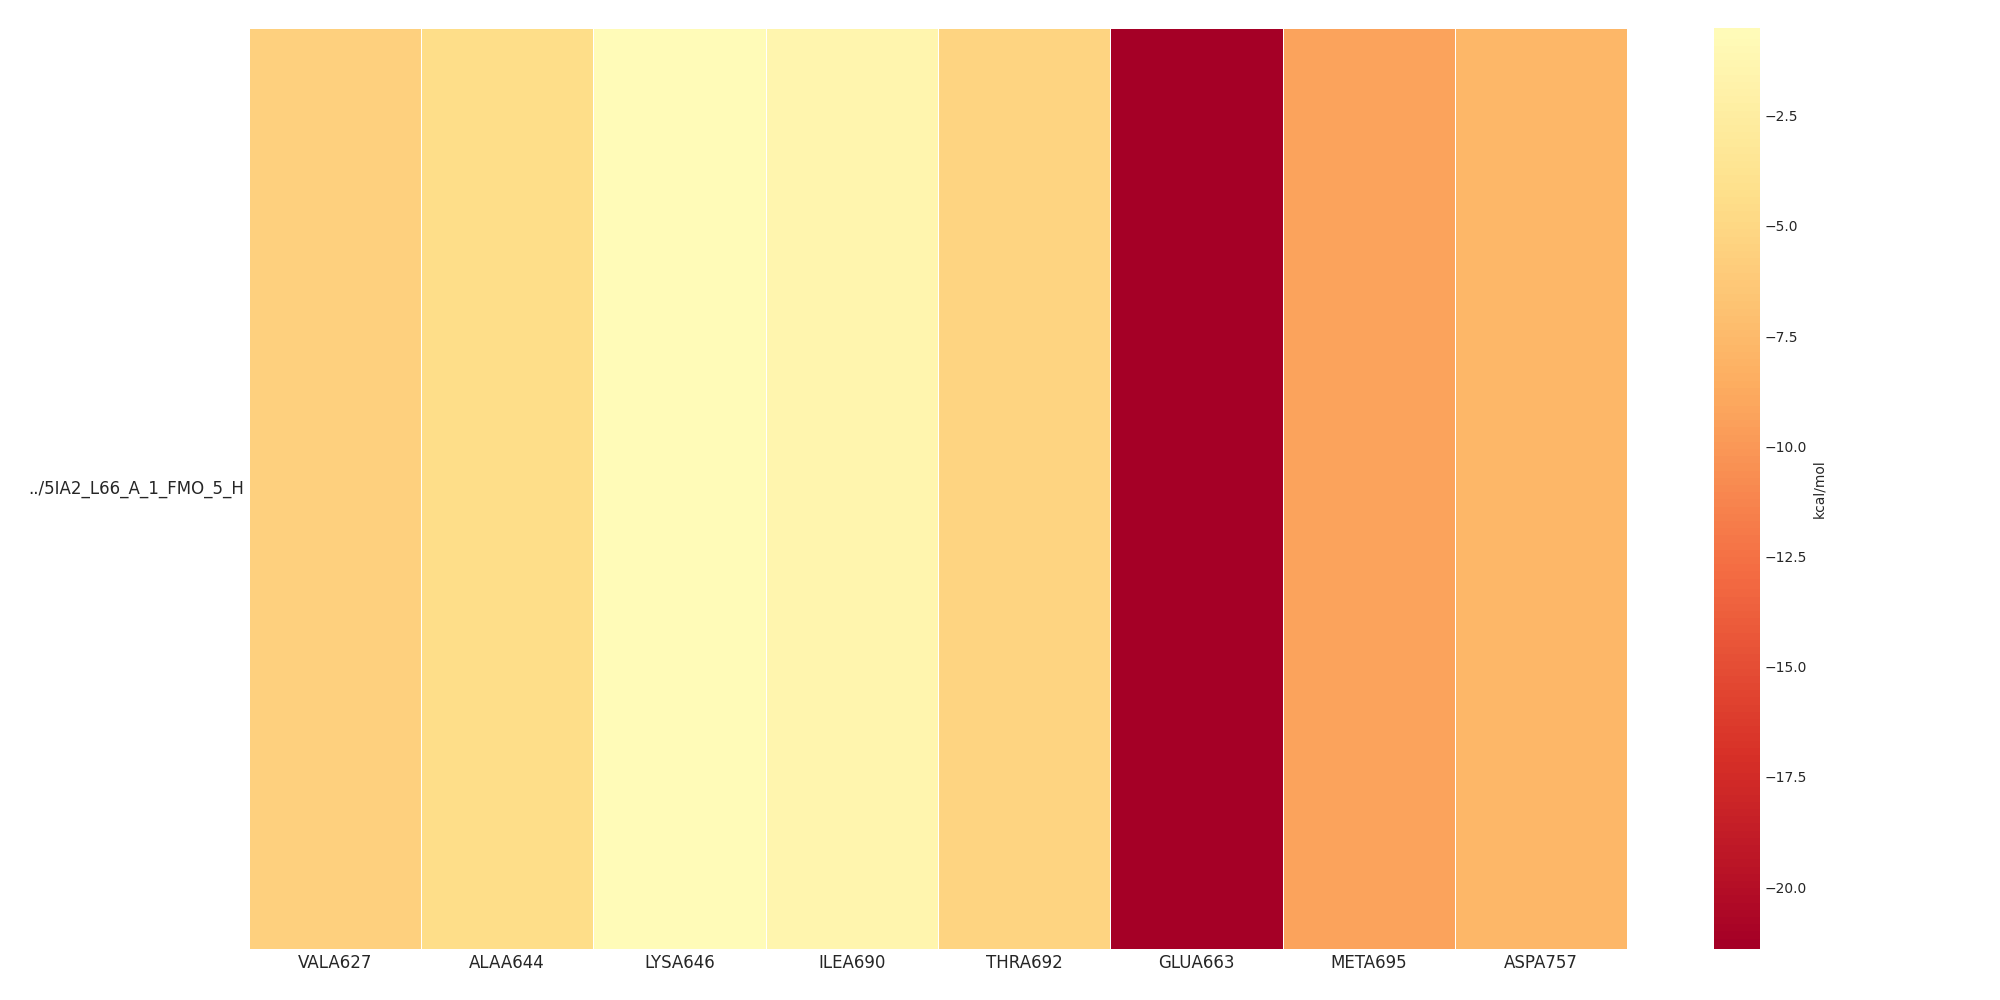 −2.5
−5.0
−7.5
−10.0
kcal/mol
../5IA2_L66_A_1_FMO_5_H
−12.5
−15.0
−17.5
−20.0
VALA627 ALAA644 LYSA646 ILEA690 THRA692 GLUA663 META695 ASPA757